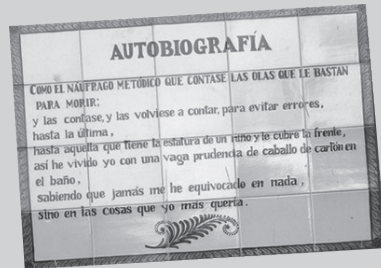 AUTOBIOGRAFÍA
COMO EL NÁUFRAGO METÓDICO QUE CONTASE LAS OLAS QUE LE BASTAN
PARA MORIR;
y las contase, y las volviese a contar, para evitar errores,
hasta la última,
hasta aquella que tiene la estatura de un niño y le cubre la frente,
así he vivido yo con una vaga prudencia de caballo de cartón en
el baño,
sabiendo que jamás me he equivocado en nada,
sino en las cosas que yo más quería.